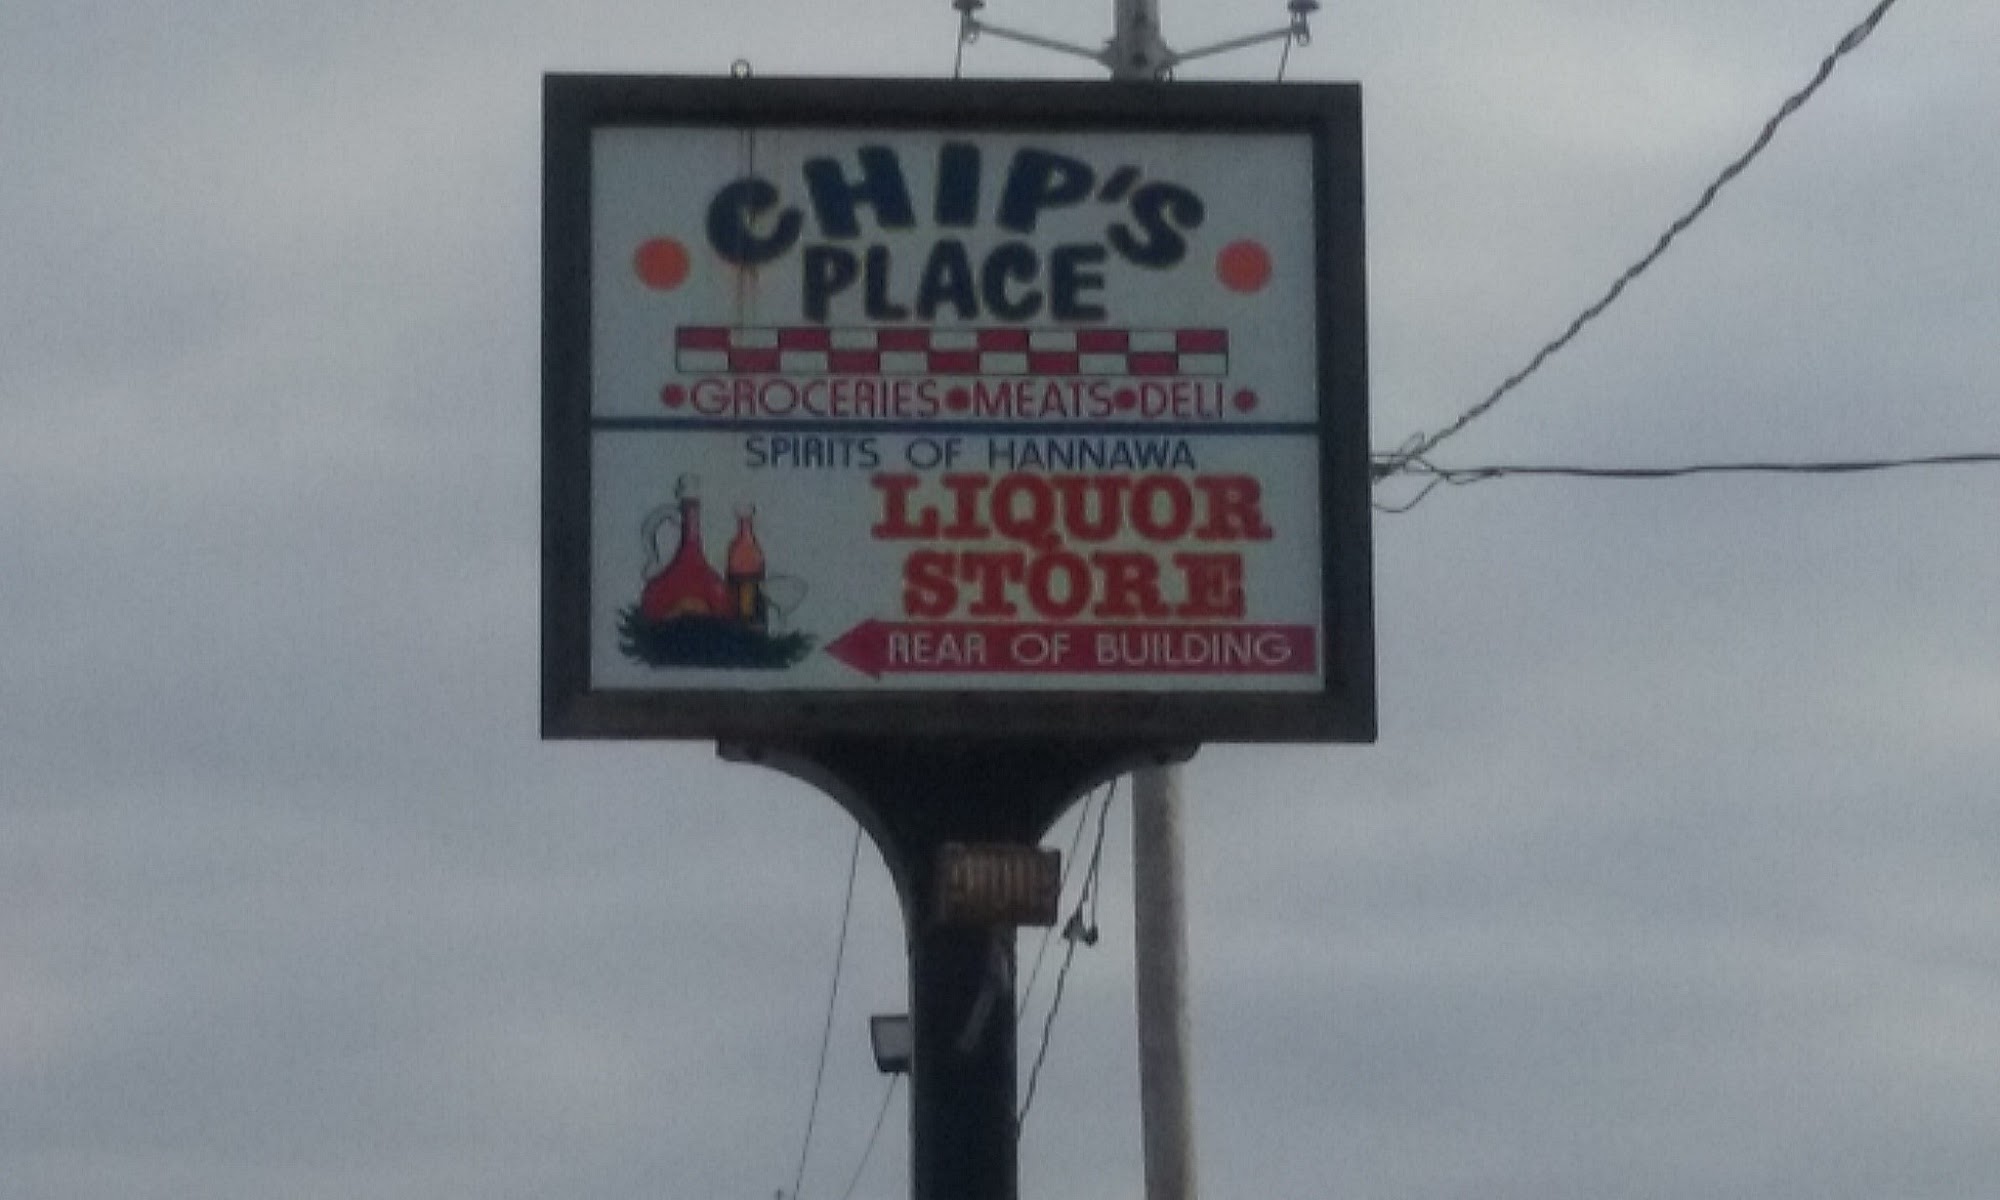 CHIP'S
PLACE
•GROCERIES•MEATS•DELI•
SPIRITS OF HANNAWA
LIQUOR
STORE
REAR OF BUILDING